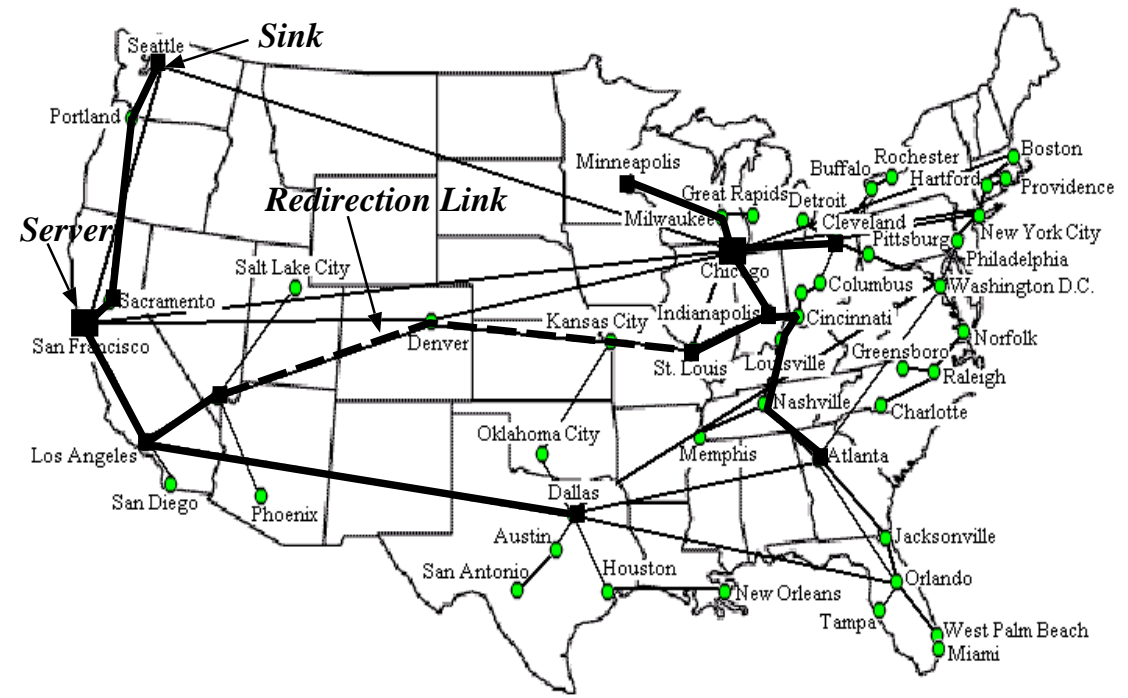 Sink
Seattle
Portland
Minneapolis
Boston
Rochester
Buffalo
Hartford
Providence
Great Rapids
Detroit
Redirection Link
Milwaukee
Cleveland
New York City
Server
Pittsburg
Philadelphia
Salt Lake City
Chicago
Columbus
Washington D.C.
Sacramento
Indianapolis
Cincinnati
Kansas City
San Francisco
Denver
Norfolk
St. Louis
Louisville
Greensboro
Raleigh
Nashville
Charlotte
Oklahoma City
Memphis
Los Angeles
Atlanta
Dallas
San Diego
Phoenix
Austin
Jacksonville
San Antonio
Houston
Orlando
New Orleans
Tampa
West Palm Beach
Miami